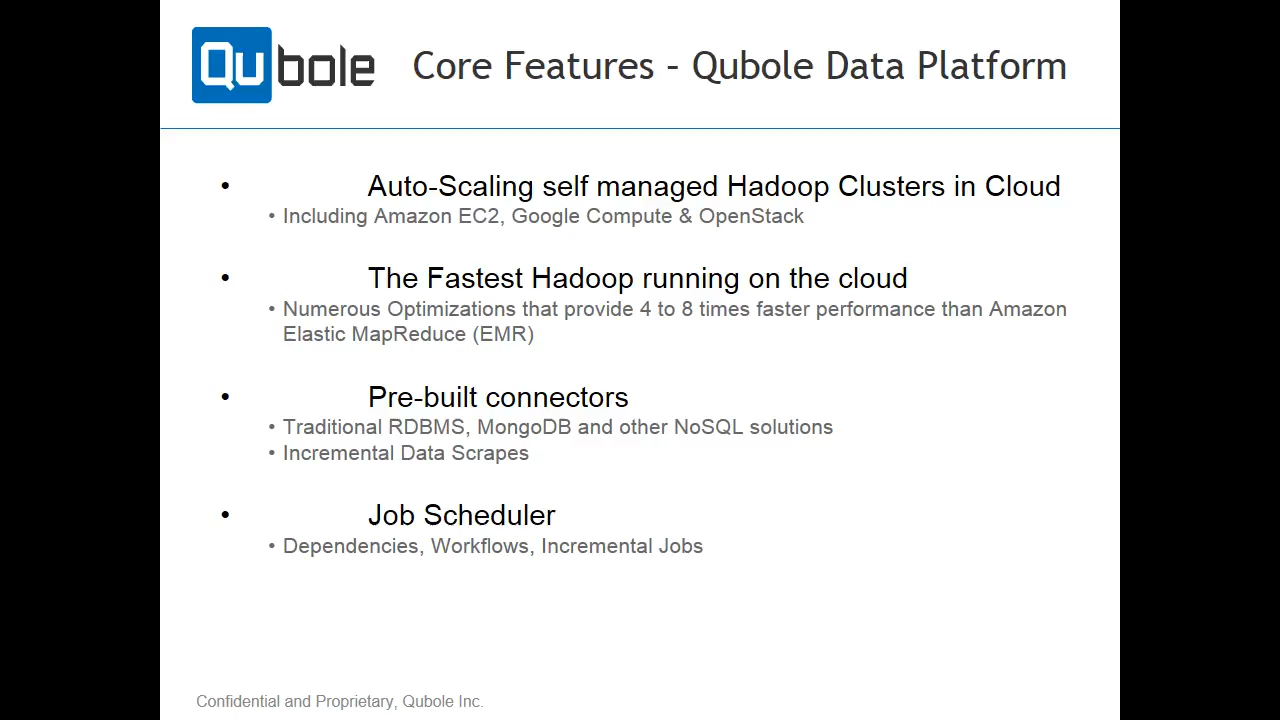 Qubole Core Features – Qubole Data Platform
• Auto-Scaling self managed Hadoop Clusters in Cloud
• Including Amazon EC2, Google Compute & OpenStack
• The Fastest Hadoop running on the cloud
• Numerous Optimizations that provide 4 to 8 times faster performance than Amazon
Elastic MapReduce (EMR)
• Pre-built connectors
• Traditional RDBMS, MongoDB and other NoSQL solutions
• Incremental Data Scrapes
• Job Scheduler
• Dependencies, Workflows, Incremental Jobs
Confidential and Proprietary, Qubole Inc.